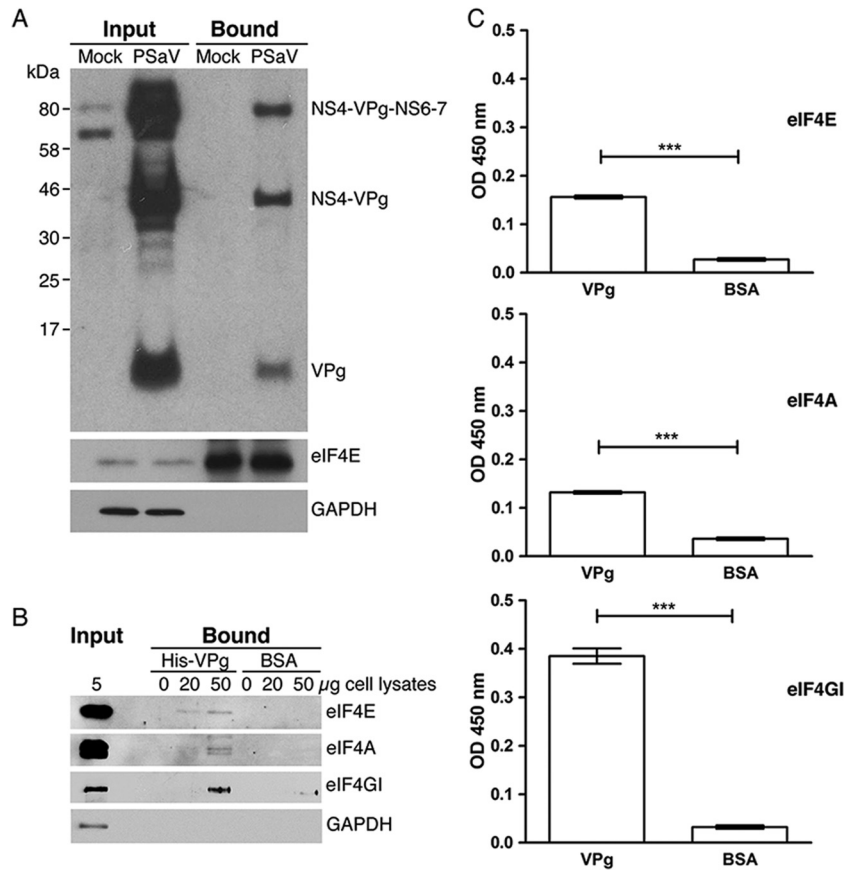 A
Input Bound
Mock PSaV Mock PSaV
kDa
80
58
46
30
25
17
NS4-VPg-NS6-7
NS4-VPg
VPg
eIF4E
GAPDH
B
Input Bound
His-VPg BSA
5 0 20 50 0 20 50 µg cell lysates
eIF4E
eIF4A
eIF4GI
GAPDH
C
OD 450 nm
0.5
0.4
0.3
0.2
0.1
0.0
***
eIF4E
VPg BSA
OD 450 nm
0.5
0.4
0.3
0.2
0.1
0.0
***
eIF4A
VPg BSA
OD 450 nm
0.5
0.4
0.3
0.2
0.1
0.0
***
eIF4GI
VPg BSA